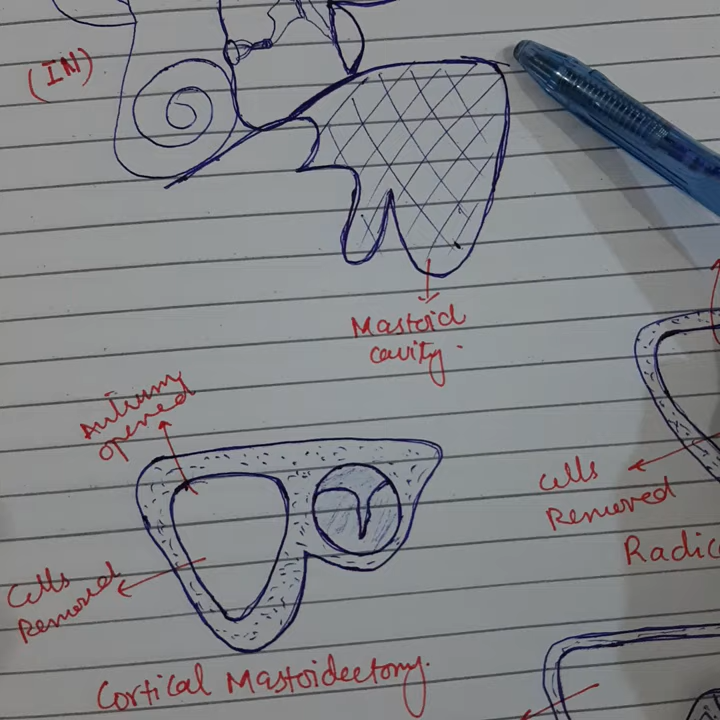 (IN)
Mastoid
cavity.
Antrum
opened
Cells
Removed
Cortical Mastoidectomy.
Cells
Removed
Radic